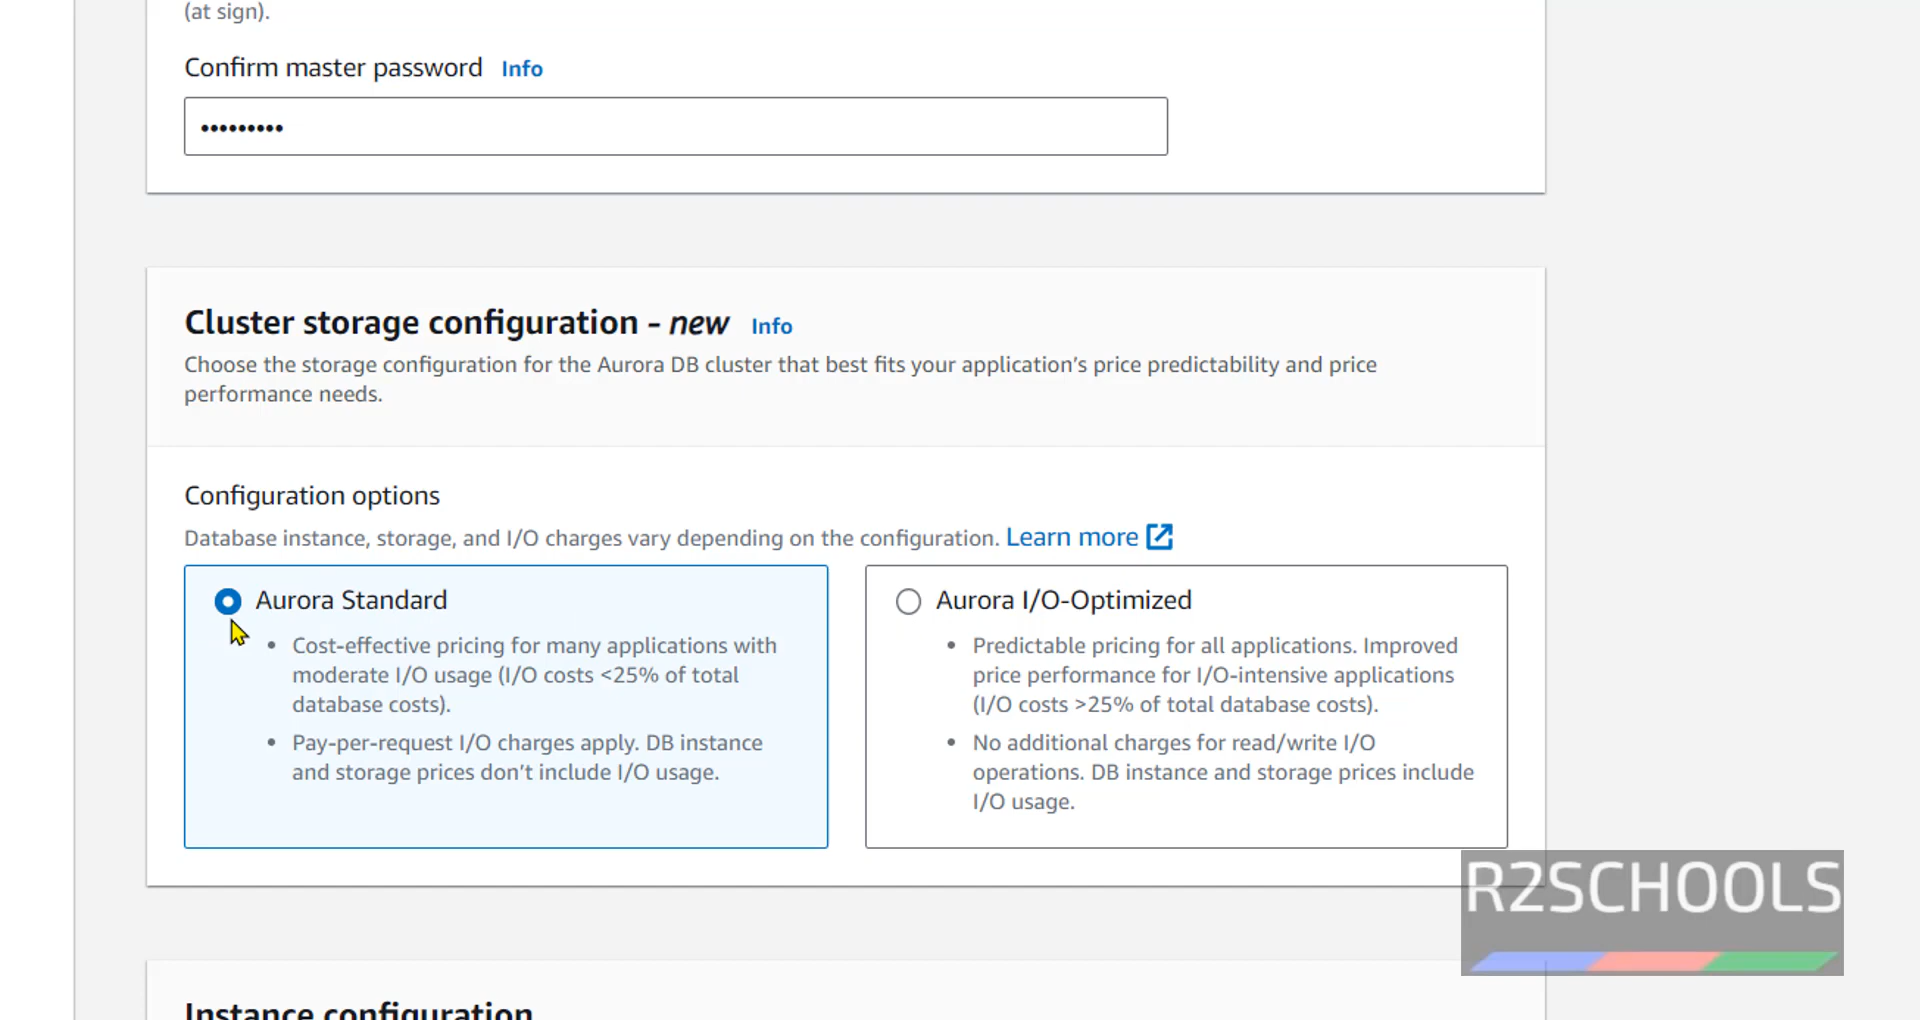 (at sign).
Confirm master password Info
•••••••••
Cluster storage configuration - new Info
Choose the storage configuration for the Aurora DB cluster that best fits your application's price predictability and price
performance needs.
Configuration options
Database instance, storage, and I/O charges vary depending on the configuration. Learn more
Aurora Standard
• Cost-effective pricing for many applications with
moderate I/O usage (I/O costs <25% of total
database costs).
• Pay-per-request I/O charges apply. DB instance
and storage prices don't include I/O usage.
Aurora I/O-Optimized
• Predictable pricing for all applications. Improved
price performance for I/O-intensive applications
(I/O costs >25% of total database costs).
• No additional charges for read/write I/O
operations. DB instance and storage prices include
I/O usage.
R2SCHOOLS
Instance configuration